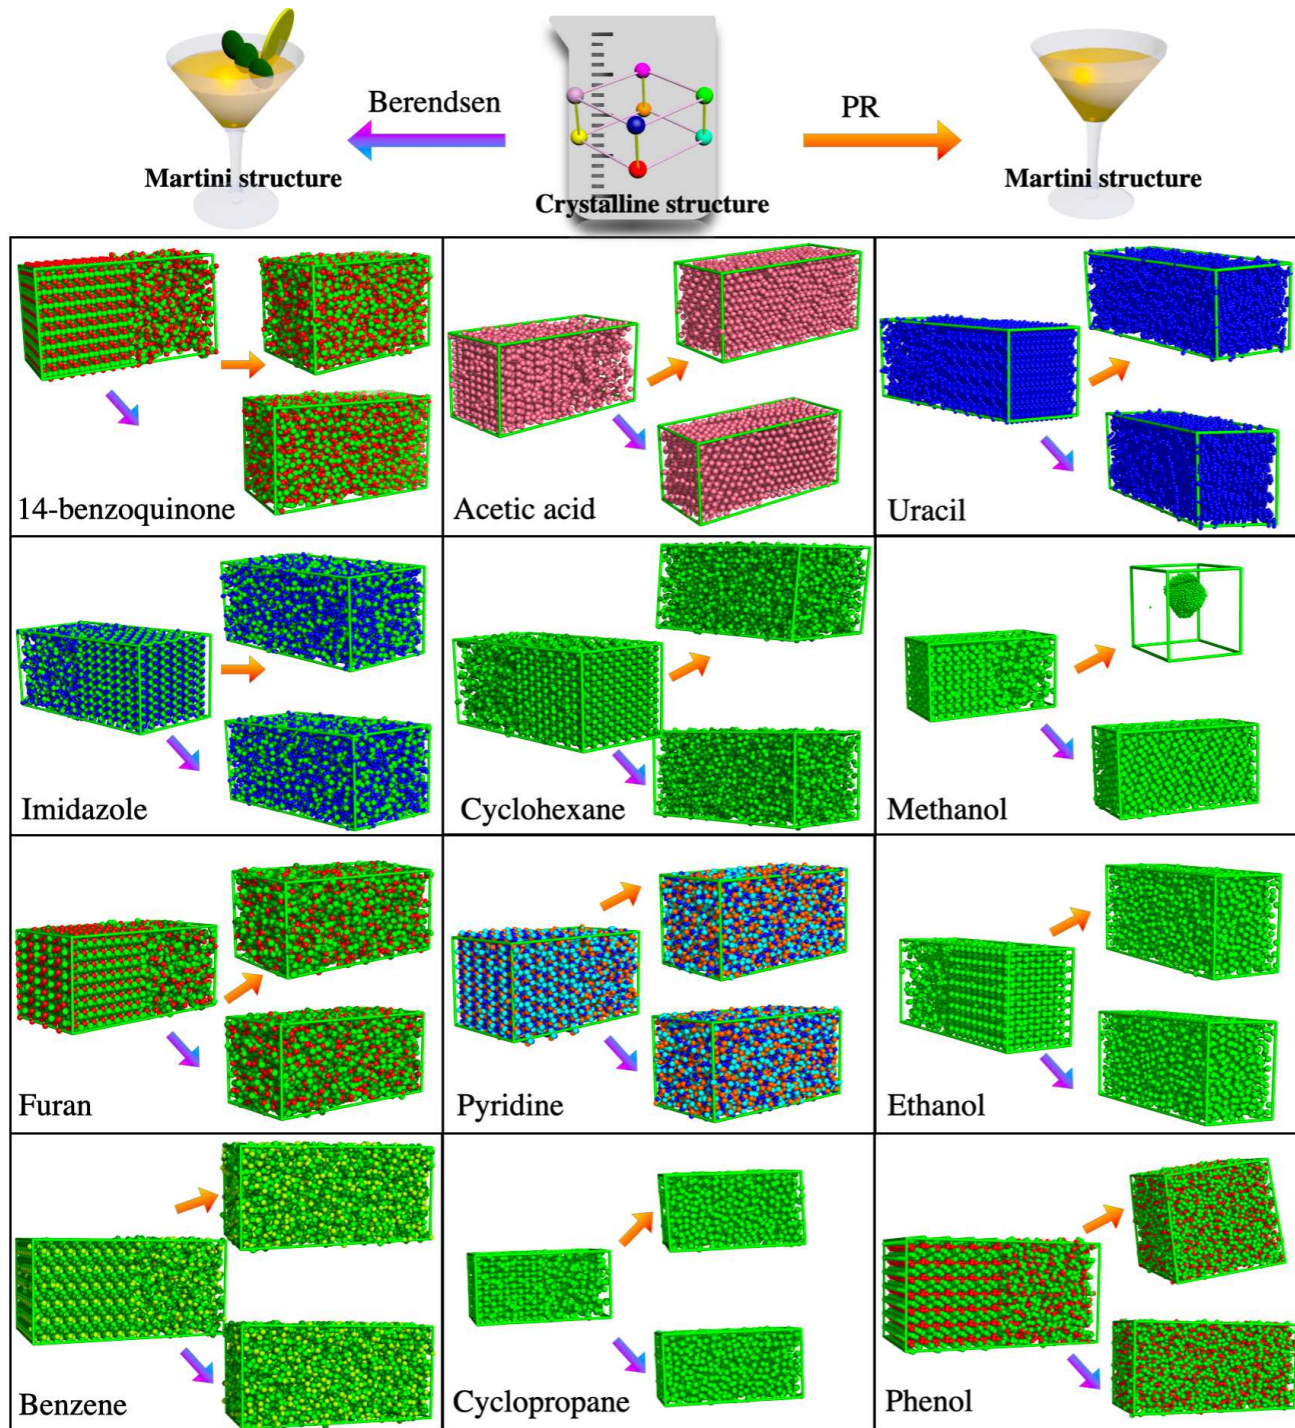 Berendsen
PR
Martini structure
Crystalline structure
Martini structure
14-benzoquinone
Acetic acid
Uracil
Imidazole
Cyclohexane
Methanol
Furan
Pyridine
Ethanol
Benzene
Cyclopropane
Phenol